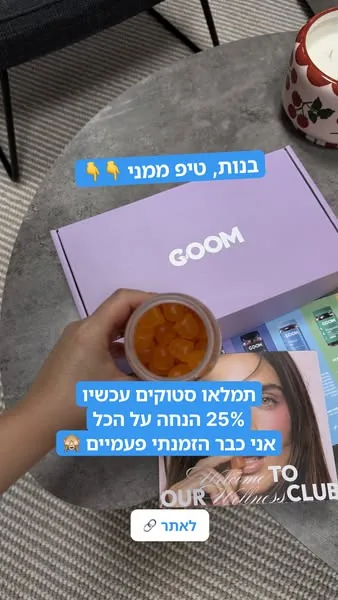 בנות, טיפ ממני 👇👇
GOOM
תמלאו סטוקים עכשיו
25% הנחה על הכל
אני כבר הזמנתי פעמיים 🙈
Welcome TO
OUR Wellness CLUB
לאתר 🔗